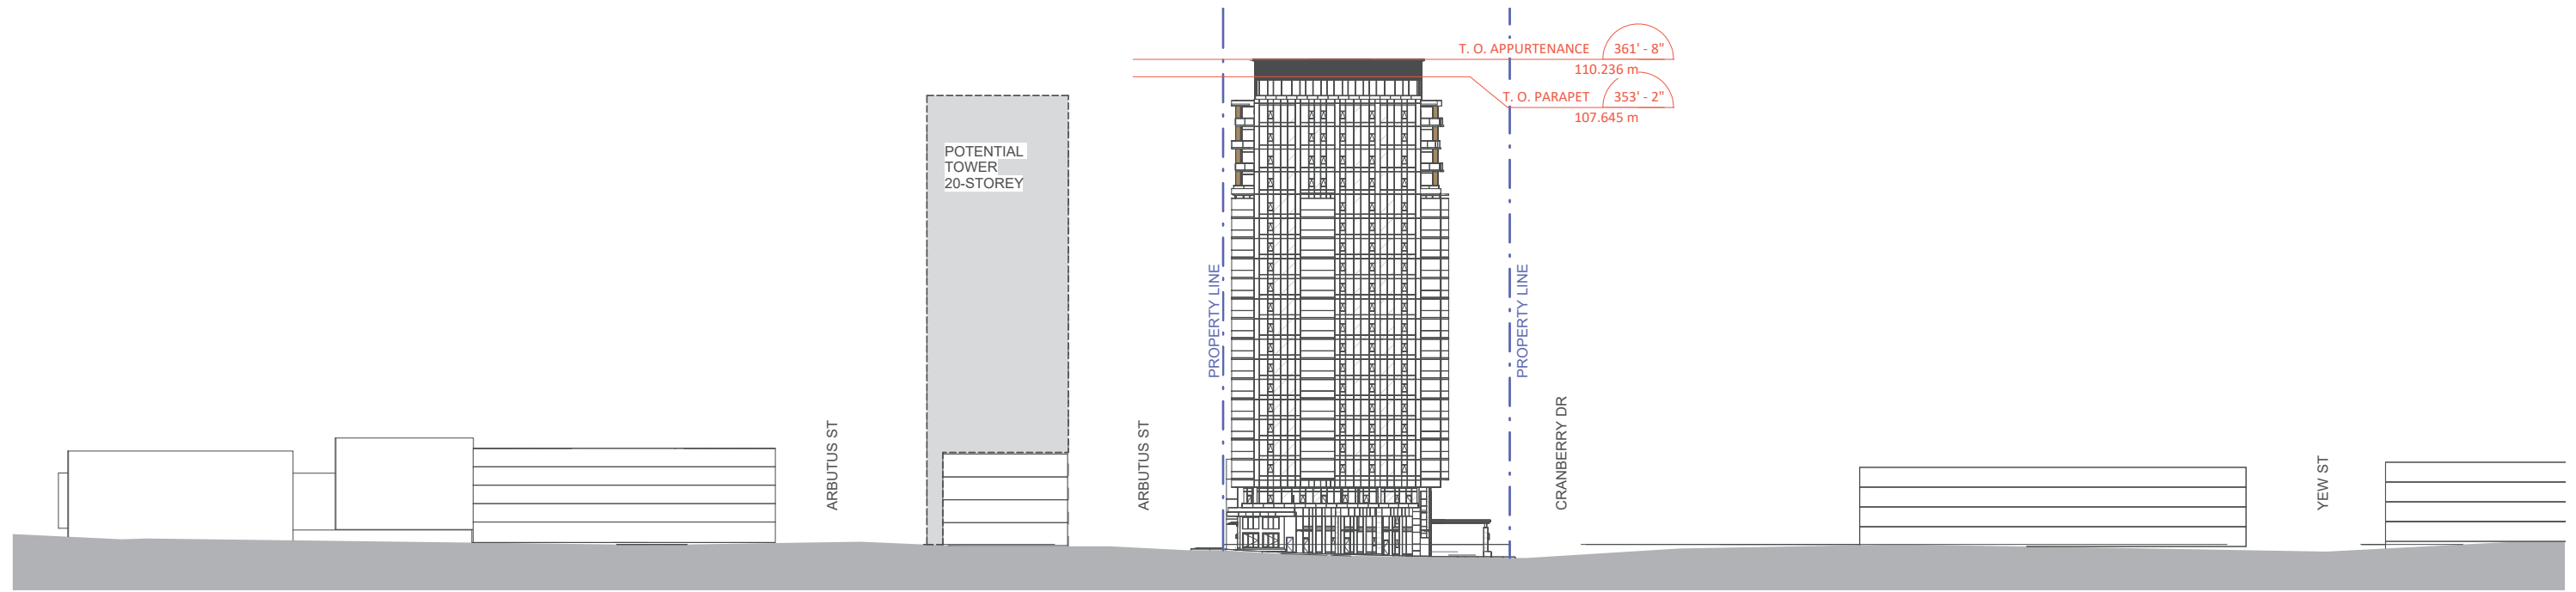 T. O. APPURTENANCE 361' - 8"
110.236 m
T. O. PARAPET 353' - 2"
107.645 m
POTENTIAL
TOWER
20-STOREY
PROPERTY LINE
PROPERTY LINE
ARBUTUS ST
ARBUTUS ST
CRANBERRY DR
YEW ST